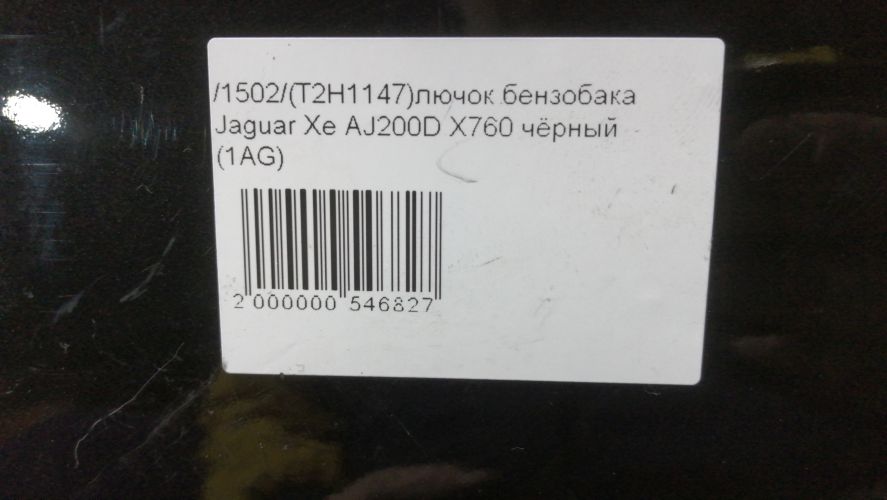 /1502/(T2H1147)лючок бензобака
Jaguar Xe AJ200D X760 чёрный
(1AG)
2 000000 546827